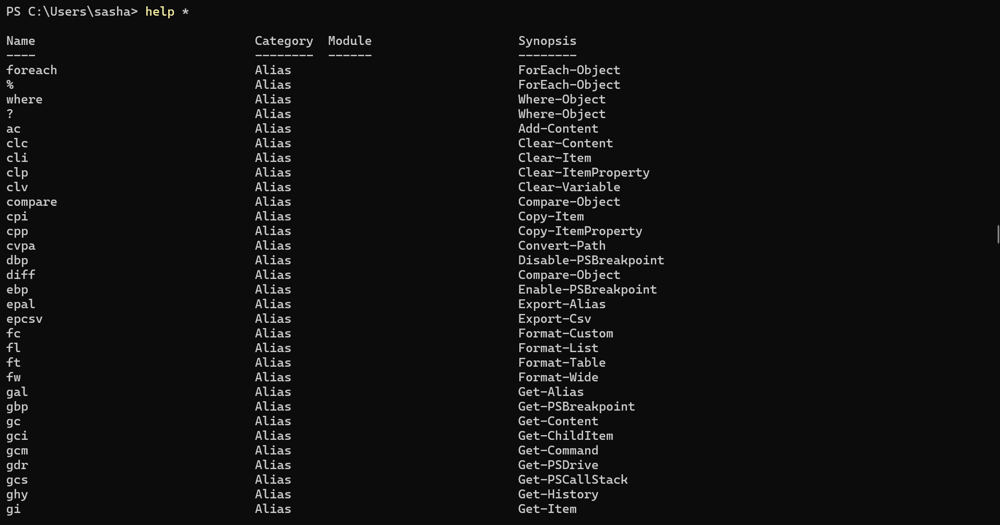 PS C:\Users\sasha> help *
Name Category Module Synopsis
---- -------- ------ --------
foreach Alias ForEach-Object
% Alias ForEach-Object
where Alias Where-Object
? Alias Where-Object
ac Alias Add-Content
clc Alias Clear-Content
cli Alias Clear-Item
clp Alias Clear-ItemProperty
clv Alias Clear-Variable
compare Alias Compare-Object
cpi Alias Copy-Item
cpp Alias Copy-ItemProperty
cvpa Alias Convert-Path
dbp Alias Disable-PSBreakpoint
diff Alias Compare-Object
ebp Alias Enable-PSBreakpoint
epal Alias Export-Alias
epcsv Alias Export-Csv
fc Alias Format-Custom
fl Alias Format-List
ft Alias Format-Table
fw Alias Format-Wide
gal Alias Get-Alias
gbp Alias Get-PSBreakpoint
gc Alias Get-Content
gci Alias Get-ChildItem
gcm Alias Get-Command
gdr Alias Get-PSDrive
gcs Alias Get-PSCallStack
ghy Alias Get-History
gi Alias Get-Item